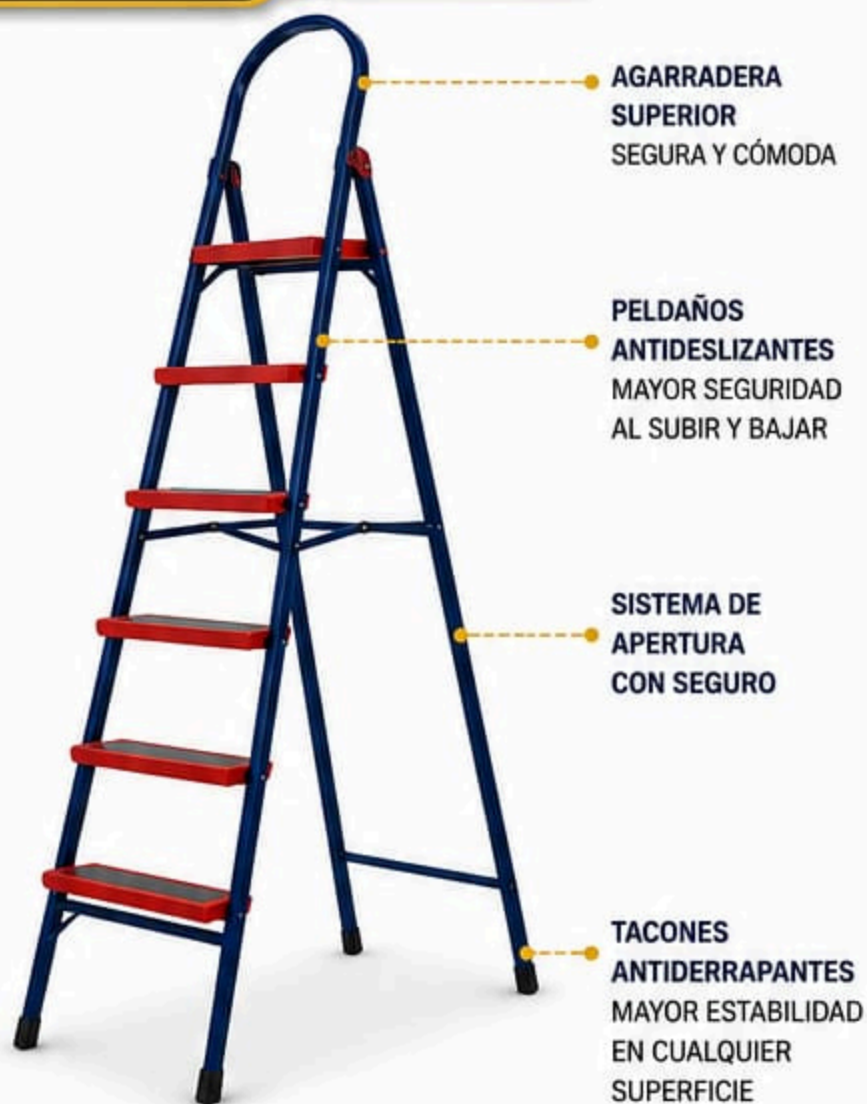 AGARRADERA
SUPERIOR
SEGURA Y CÓMODA
PELDAÑOS
ANTIDESLIZANTES
MAYOR SEGURIDAD
AL SUBIR Y BAJAR
SISTEMA DE
APERTURA
CON SEGURO
TACONES
ANTIDERRAPANTES
MAYOR ESTABILIDAD
EN CUALQUIER
SUPERFICIE